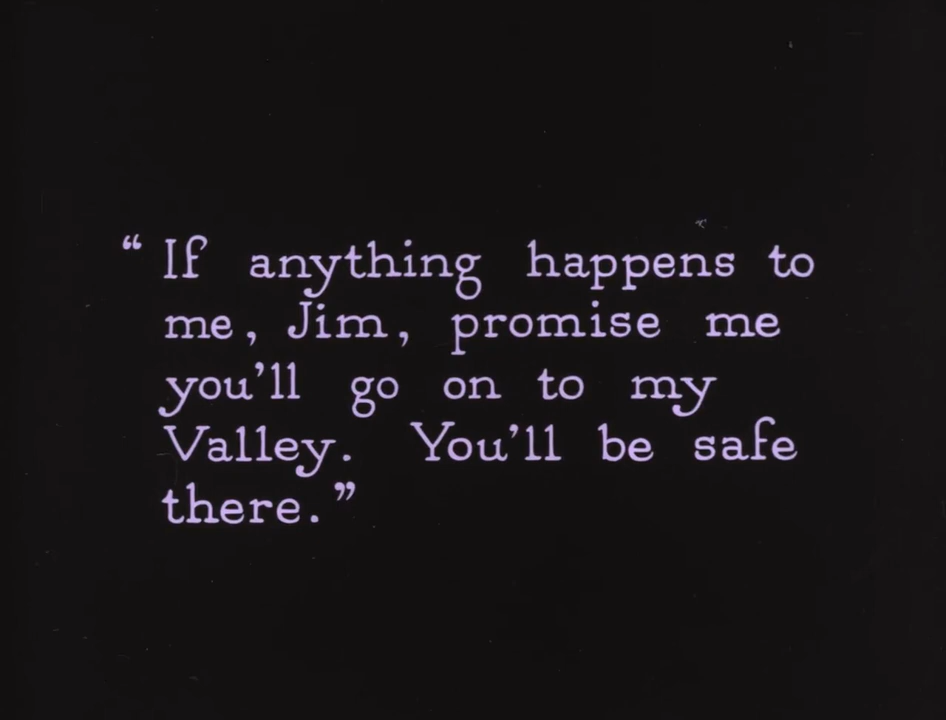 “If anything happens to
me, Jim, promise me
you’ll go on to my
Valley. You’ll be safe
there.”